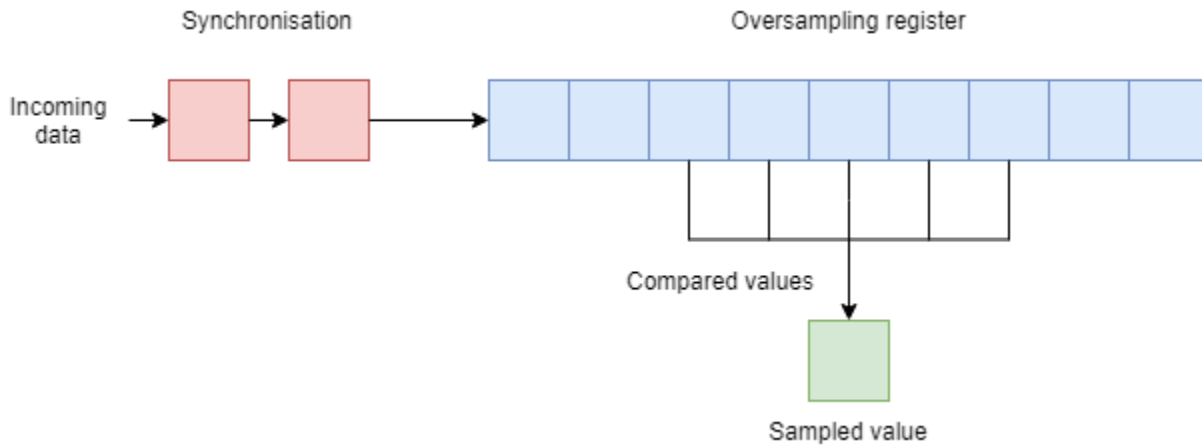 Synchronisation
Oversampling register
Incoming
data
Compared values
Sampled value